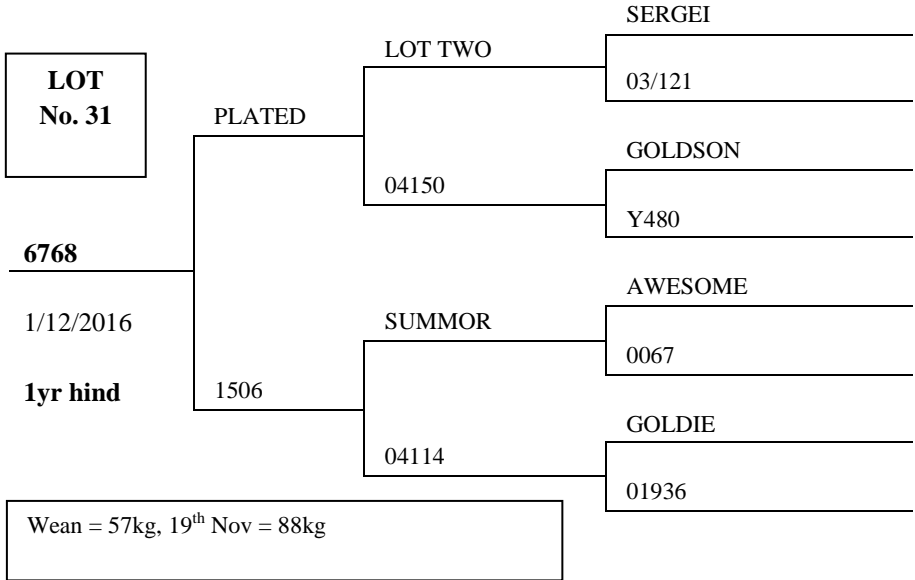 LOT
No. 31
6768
1/12/2016
1yr hind
PLATED
1506
LOT TWO
04150
SUMMOR
04114
SERGEI
03/121
GOLDSON
Y480
AWESOME
0067
GOLDIE
01936
Wean = 57kg, 19th Nov = 88kg